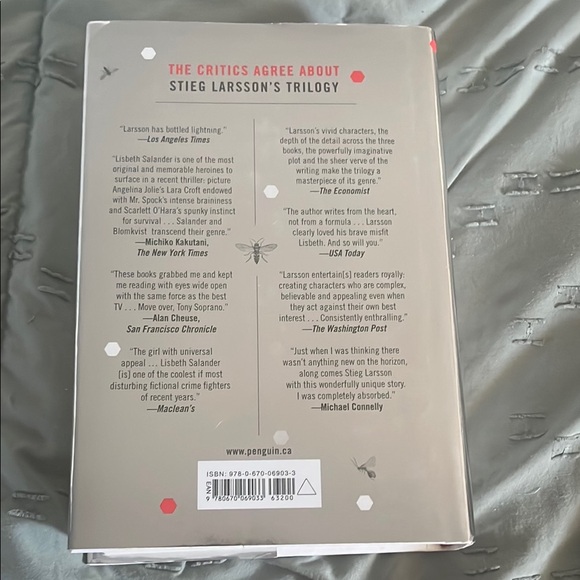 THE CRITICS AGREE ABOUT
STIEG LARSSON'S TRILOGY
"Larsson has bottled lightning."
—Los Angeles Times
"Lisbeth Salander is one of the most
original and memorable heroines to
surface in a recent thriller: picture
Angelina Jolie's Lara Croft endowed
with Mr. Spock's intense braininess
and Scarlett O'Hara's spunky instinct
for survival . . . Salander and
Blomkvist transcend their genre."
—Michiko Kakutani,
The New York Times
"These books grabbed me and kept
me reading with eyes wide open
with the same force as the best
TV . . . Move over, Tony Soprano."
—Alan Cheuse,
San Francisco Chronicle
"The girl with universal
appeal . . . Lisbeth Salander
[is] one of the coolest if most
disturbing fictional crime fighters
of recent years."
—Maclean's
"Larsson's vivid characters, the
depth of the detail across the three
books, the powerfully imaginative
plot and the sheer verve of the
writing make the trilogy a
masterpiece of its genre."
—The Economist
"The author writes from the heart,
not from a formula . . . Larsson
clearly loved his brave misfit
Lisbeth. And so will you."
—USA Today
"Larsson entertain[s] readers royally:
creating characters who are complex,
believable and appealing even when
they act against their own best
interest . . . Consistently enthralling."
—The Washington Post
"Just when I was thinking there
wasn't anything new on the horizon,
along comes Stieg Larsson
with this wonderfully unique story.
I was completely absorbed."
—Michael Connelly
www.penguin.ca
ISBN: 978-0-670-06903-3
EAN
9 780670 069033 63200